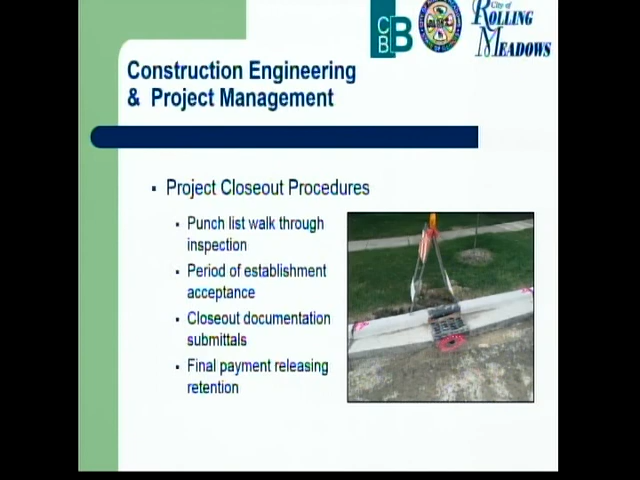 CBB
City of
ROLLING
MEADOWS
Construction Engineering
& Project Management
Project Closeout Procedures
Punch list walk through
inspection
Period of establishment
acceptance
Closeout documentation
submittals
Final payment releasing
retention